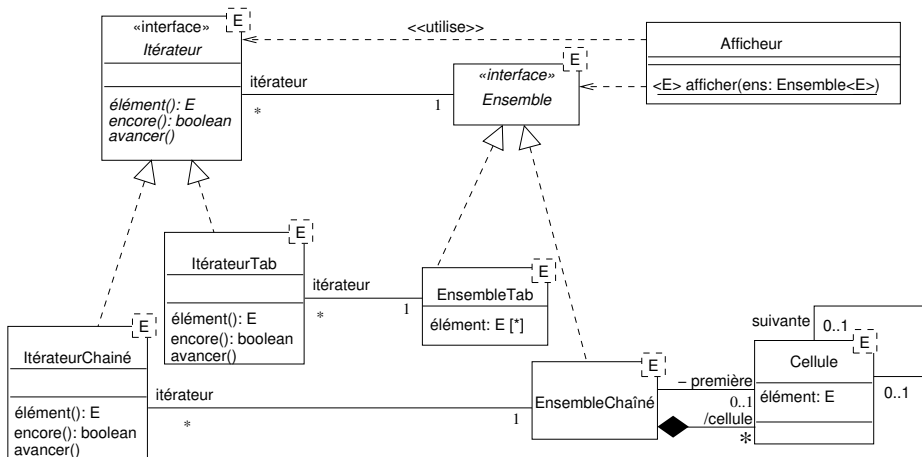 «interface»
Itérateur
E
élément(): E
encore(): boolean
avancer()
<<utilise>>
Afficheur
<E> afficher(ens: Ensemble<E>)
itérateur
*
1
«interface»
Ensemble
E
ItérateurTab
E
élément(): E
encore(): boolean
avancer()
itérateur
*
1
EnsembleTab
E
élément: E [*]
ItérateurChainé
E
élément(): E
encore(): boolean
avancer()
itérateur
*
1
EnsembleChaîné
E
– première
0..1
/cellule
*
suivante
0..1
Cellule
E
élément: E
0..1